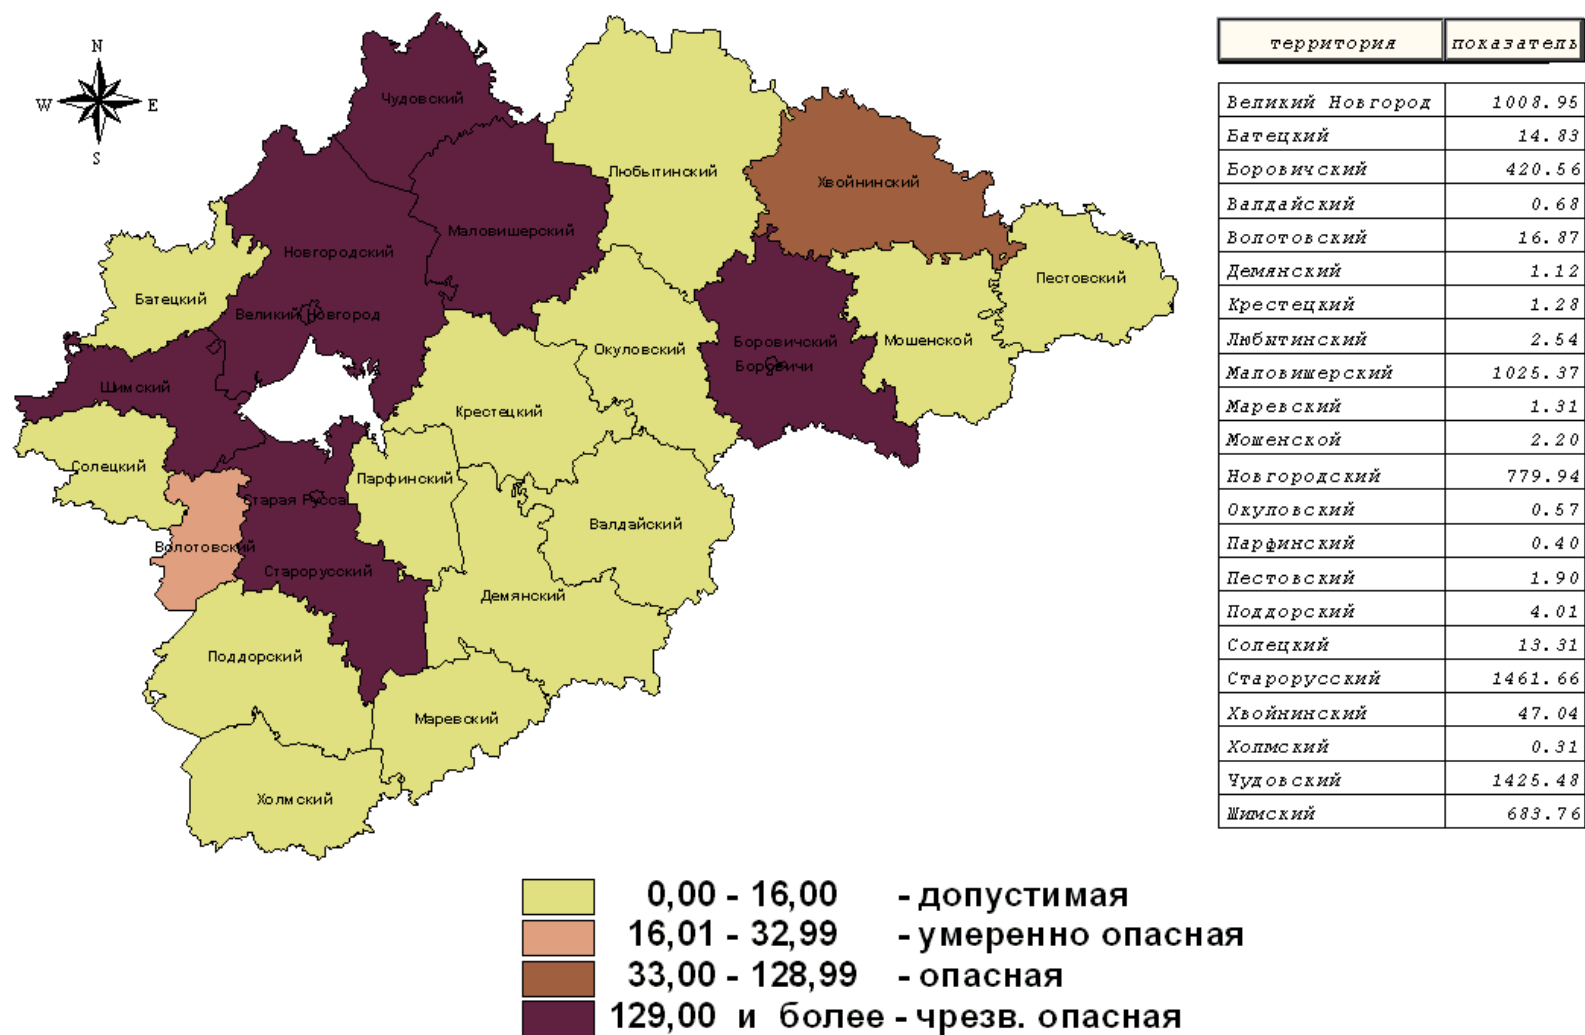 N
W E
S
Чудовский
Любытинский
Хвойнинский
Маловишерский
Новгородский
Пестовский
Батецкий
Великий Новгород
Мошенской
Боровичский
Окуловский
Боровичи
Шимский
Крестецкий
Солецкий
Парфинский
Старая Русса
Валдайский
Волотовский
Старорусский
Демянский
Поддорский
Маревский
Холмский
территория показатель
Великий Новгород 1008.95
Батецкий 14.83
Боровичский 420.56
Валдайский 0.68
Волотовский 16.87
Демянский 1.12
Крестецкий 1.28
Любытинский 2.54
Маловишерский 1025.37
Маревский 1.31
Мошенской 2.20
Новгородский 779.94
Окуловский 0.57
Парфинский 0.40
Пестовский 1.90
Поддорский 4.01
Солецкий 13.31
Старорусский 1461.66
Хвойнинский 47.04
Холмский 0.31
Чудовский 1425.48
Шимский 683.76
0,00 - 16,00 - допустимая
16,01 - 32,99 - умеренно опасная
33,00 - 128,99 - опасная
129,00 и более - чрезв. опасная